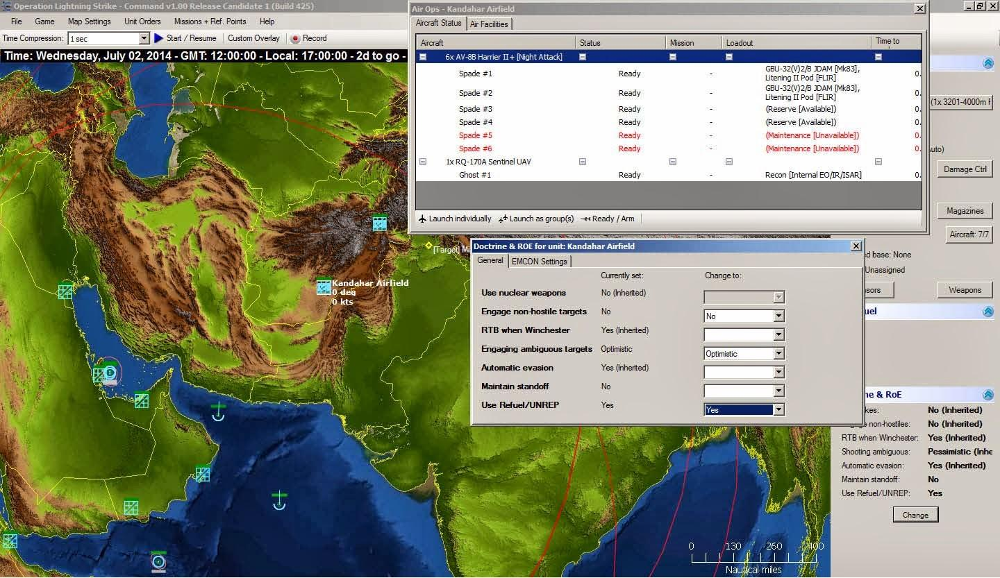 Operation Lightning Strike - Command v1.00 Release Candidate 1 (Build 425)
File Game Map Settings Unit Orders Missions + Ref. Points Help
Time Compression: 1 sec Start / Resume Custom Overlay Record
Time: Wednesday, July 02, 2014 - GMT: 12:00:00 - Local: 17:00:00 - 2d to go -
Air Ops - Kandahar Airfield
Aircraft Status Air Facilities
Aircraft Status Mission Loadout Time to
6x AV-8B Harrier II+ [Night Attack]
Spade #1 Ready - GBU-32(V)2/B JDAM [Mk83], Litening II Pod [FLIR] 0.
Spade #2 Ready - GBU-32(V)2/B JDAM [Mk83], Litening II Pod [FLIR] 0.
Spade #3 Ready - (Reserve [Available]) 0.
Spade #4 Ready - (Reserve [Available]) 0.
Spade #5 Ready - (Maintenance [Unavailable]) 0.
Spade #6 Ready - (Maintenance [Unavailable]) 0.
1x RQ-170A Sentinel UAV
Ghost #1 Ready - Recon [Internal EO/IR/ISAR] 0.
Launch individually Launch as group(s) Ready / Arm
(1x 3201-4000m
uto)
Damage Ctrl
Magazines
Aircraft: 7/7
ed base: None
Unassigned
sors Weapons
uel
[Target] Mi
Kandahar Airfield
0 deg
0 kts
Doctrine & ROE for unit: Kandahar Airfield
General EMCON Settings
Currently set: Change to:
Use nuclear weapons No (Inherited)
Engage non-hostile targets No No
RTB when Winchester Yes (Inherited)
Engaging ambiguous targets Optimistic Optimistic
Automatic evasion Yes (Inherited)
Maintain standoff No
Use Refuel/UNREP Yes Yes
ne & RoE
kes: No (Inherited)
ge non-hostiles: No (Inherited)
RTB when Winchester: Yes (Inherited)
Shooting ambiguous: Pessimistic (Inhe
Automatic evasion: Yes (Inherited)
Maintain standoff: No
Use Refuel/UNREP: Yes
Change
0 130 260 400
Nautical miles